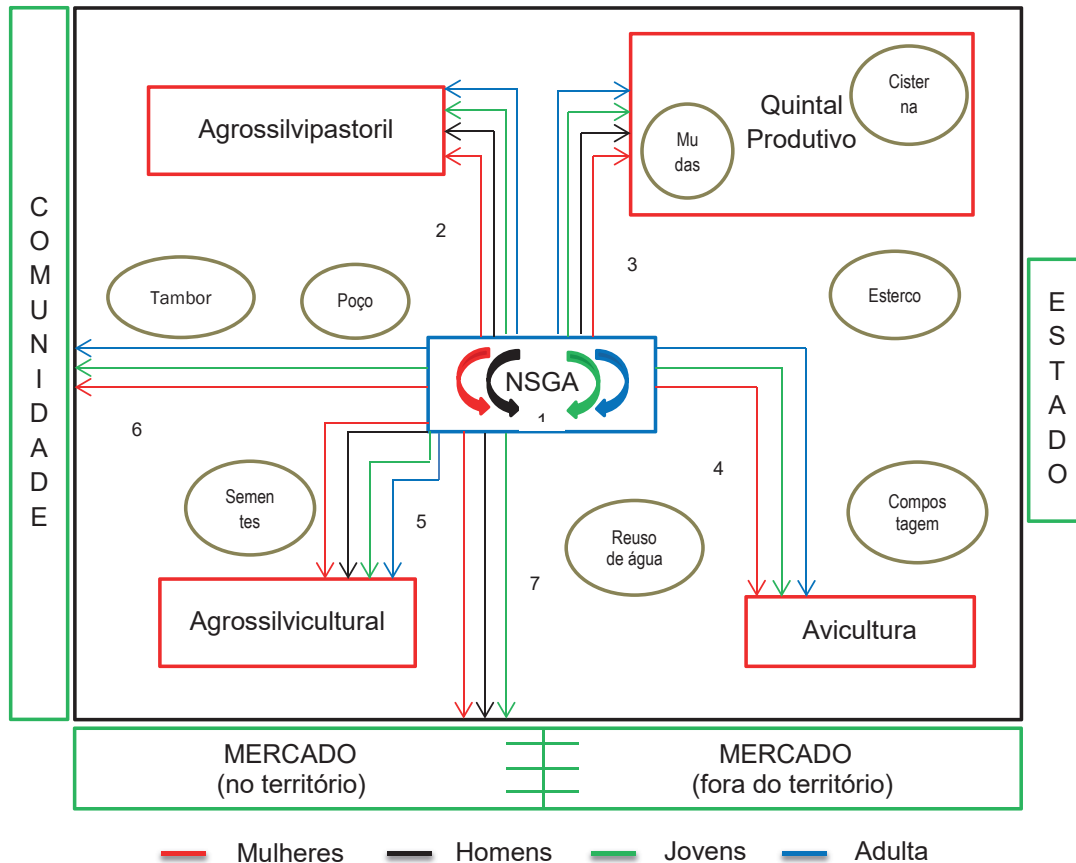 Agrossilvipastoril
Quintal
Produtivo
Cister
na
Mu
das
C
O
M
U
N
I
D
A
D
E
2
3
Tambor
Poço
Esterco
E
S
T
A
D
O
NSGA
1
6
4
Semen
tes
5
Compos
tagem
Reuso
de água
7
Agrossilvicultural
Avicultura
MERCADO
(no território)
MERCADO
(fora do território)
Mulheres
Homens
Jovens
Adulta